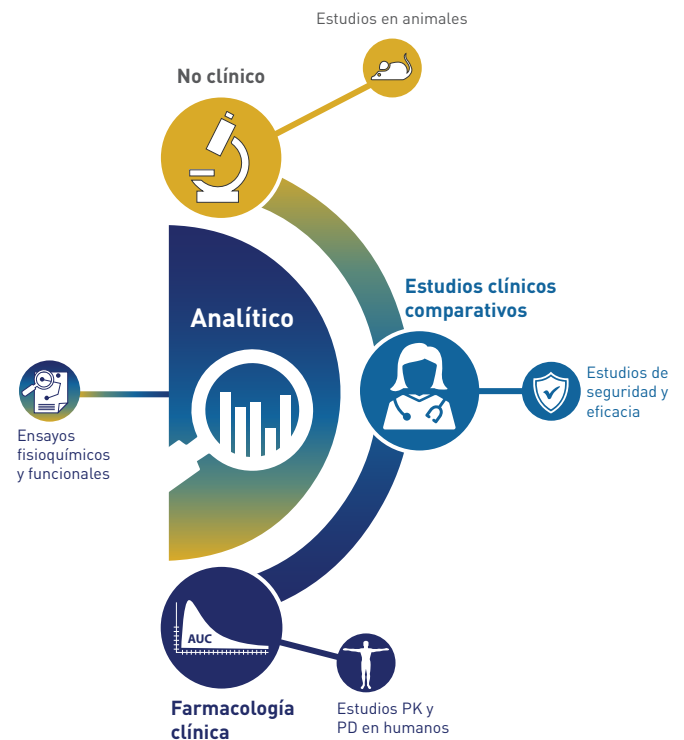 Estudios en animales
No clínico
Estudios clínicos
comparativos
Analítico
Estudios de
seguridad y
eficacia
Ensayos
fisioquímicos
y funcionales
AUC
Farmacología
clínica
Estudios PK y
PD en humanos